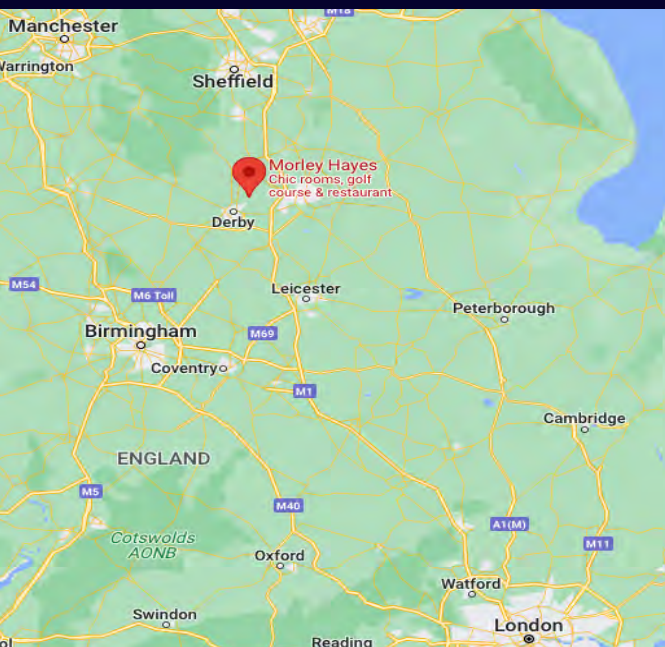 M18
Manchester
Warrington
Sheffield
Morley Hayes
Chic rooms, golf
course & restaurant
Derby
M54
M6 Toll
Leicester
Peterborough
Birmingham
M69
Coventry
M1
Cambridge
ENGLAND
M5
M40
A1(M)
M11
Cotswolds
AONB
Oxford
Watford
Swindon
London
Reading